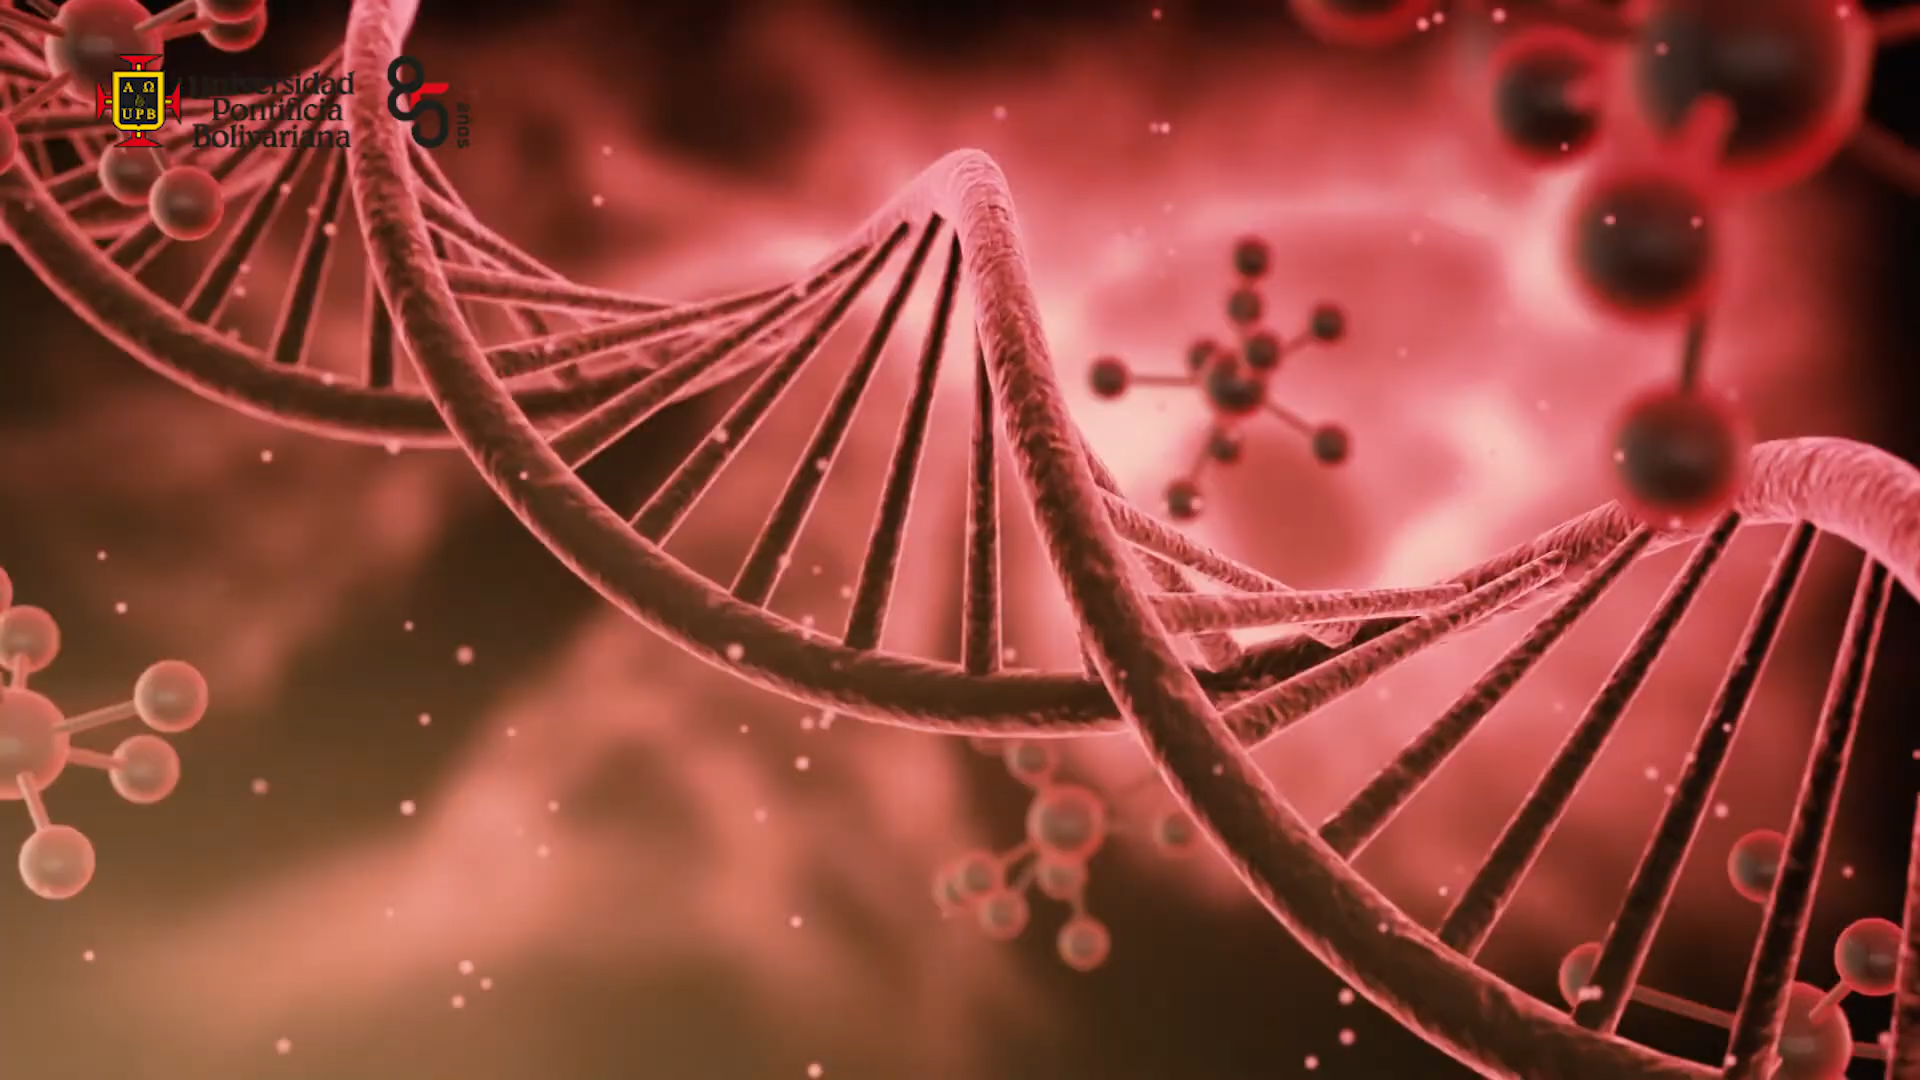 Α Ω
UPB
Universidad
Pontificia
Bolivariana
85
años